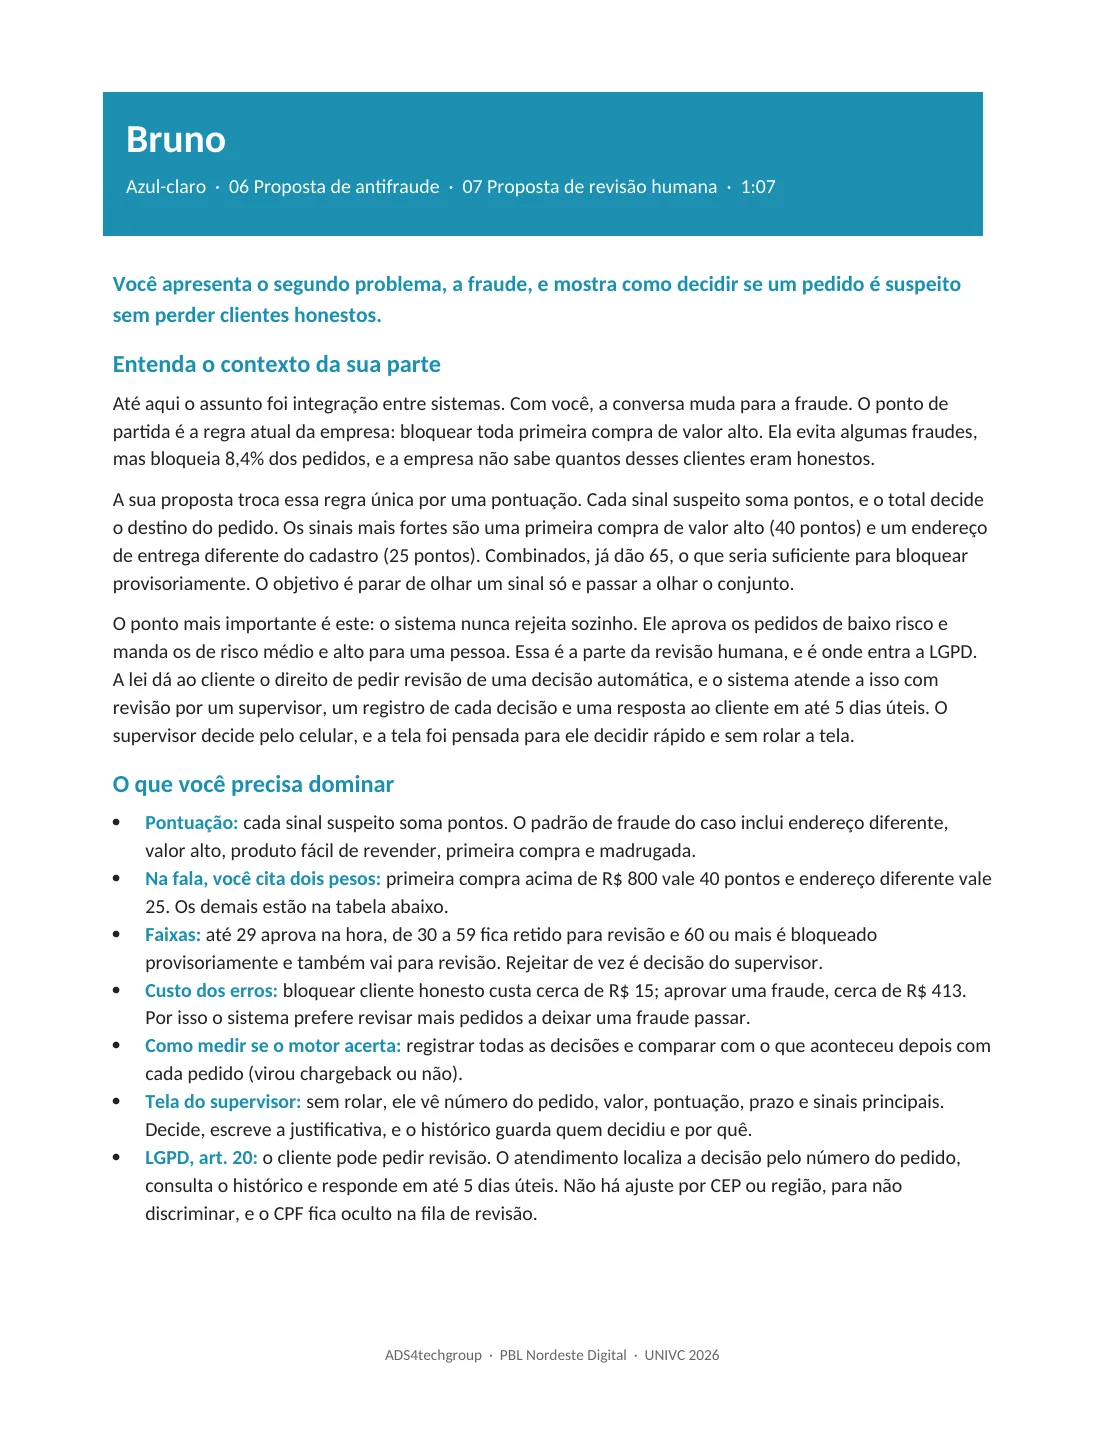 Bruno
Azul-claro · 06 Proposta de antifraude · 07 Proposta de revisão humana · 1:07
Você apresenta o segundo problema, a fraude, e mostra como decidir se um pedido é suspeito
sem perder clientes honestos.
Entenda o contexto da sua parte
Até aqui o assunto foi integração entre sistemas. Com você, a conversa muda para a fraude. O ponto de
partida é a regra atual da empresa: bloquear toda primeira compra de valor alto. Ela evita algumas fraudes,
mas bloqueia 8,4% dos pedidos, e a empresa não sabe quantos desses clientes eram honestos.
A sua proposta troca essa regra única por uma pontuação. Cada sinal suspeito soma pontos, e o total decide
o destino do pedido. Os sinais mais fortes são uma primeira compra de valor alto (40 pontos) e um endereço
de entrega diferente do cadastro (25 pontos). Combinados, já dão 65, o que seria suficiente para bloquear
provisoriamente. O objetivo é parar de olhar um sinal só e passar a olhar o conjunto.
O ponto mais importante é este: o sistema nunca rejeita sozinho. Ele aprova os pedidos de baixo risco e
manda os de risco médio e alto para uma pessoa. Essa é a parte da revisão humana, e é onde entra a LGPD.
A lei dá ao cliente o direito de pedir revisão de uma decisão automática, e o sistema atende a isso com
revisão por um supervisor, um registro de cada decisão e uma resposta ao cliente em até 5 dias úteis. O
supervisor decide pelo celular, e a tela foi pensada para ele decidir rápido e sem rolar a tela.
O que você precisa dominar
• Pontuação: cada sinal suspeito soma pontos. O padrão de fraude do caso inclui endereço diferente,
valor alto, produto fácil de revender, primeira compra e madrugada.
• Na fala, você cita dois pesos: primeira compra acima de R$ 800 vale 40 pontos e endereço diferente vale
25. Os demais estão na tabela abaixo.
• Faixas: até 29 aprova na hora, de 30 a 59 fica retido para revisão e 60 ou mais é bloqueado
provisoriamente e também vai para revisão. Rejeitar de vez é decisão do supervisor.
• Custo dos erros: bloquear cliente honesto custa cerca de R$ 15; aprovar uma fraude, cerca de R$ 413.
Por isso o sistema prefere revisar mais pedidos a deixar uma fraude passar.
• Como medir se o motor acerta: registrar todas as decisões e comparar com o que aconteceu depois com
cada pedido (virou chargeback ou não).
• Tela do supervisor: sem rolar, ele vê número do pedido, valor, pontuação, prazo e sinais principais.
Decide, escreve a justificativa, e o histórico guarda quem decidiu e por quê.
• LGPD, art. 20: o cliente pode pedir revisão. O atendimento localiza a decisão pelo número do pedido,
consulta o histórico e responde em até 5 dias úteis. Não há ajuste por CEP ou região, para não
discriminar, e o CPF fica oculto na fila de revisão.
ADS4techgroup · PBL Nordeste Digital · UNIVC 2026